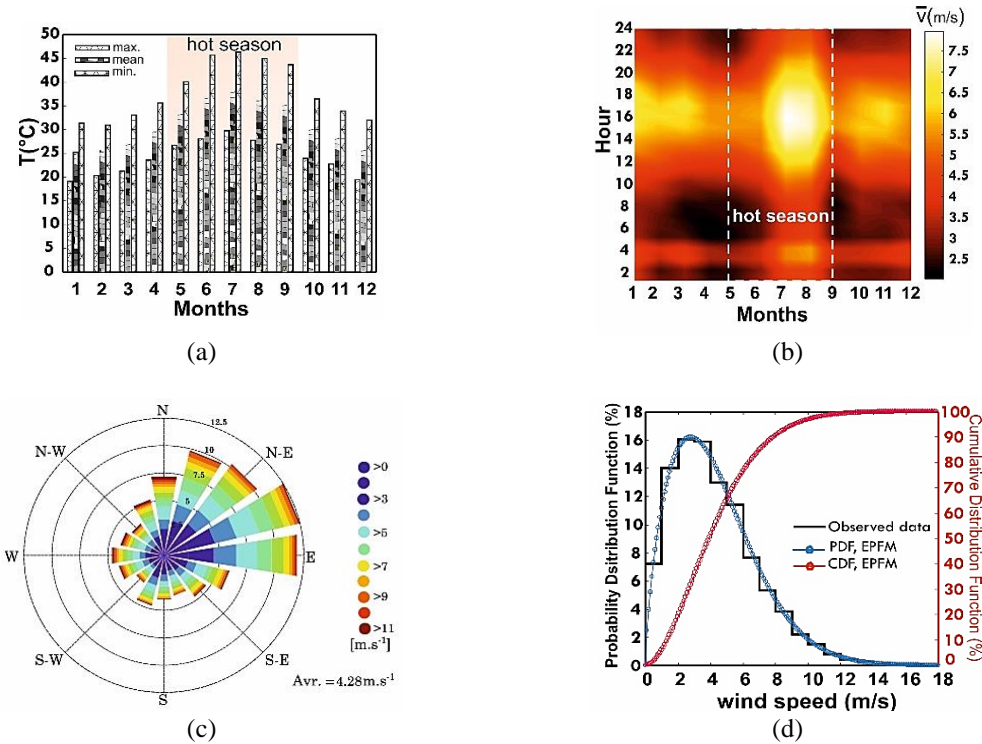 50
45
40
35
30
25
20
15
10
5
0
T(°C)
max.
mean
min.
hot season
1 2 3 4 5 6 7 8 9 10 11 12
Months
(a)
V̅(m/s)
24
22
20
18
16
14
12
10
8
6
4
2
Hour
hot season
1 2 3 4 5 6 7 8 9 10 11 12
Months
7.5
7
6.5
6
5.5
5
4.5
4
3.5
3
2.5
(b)
N
12.5
N-W
10
N-E
7.5
5
W
E
S-W
S-E
S
>0
>3
>5
>7
>9
>11
[m.s⁻¹]
Avr. =4.28m.s⁻¹
(c)
Probability Dsitribution Function (%)
18
16
14
12
10
8
6
4
2
0
Observed data
PDF, EPFM
CDF, EPFM
100
90
80
70
60
50
40
30
20
10
0
Cumulative Distribution Function (%)
0 2 4 6 8 10 12 14 16 18
wind speed (m/s)
(d)